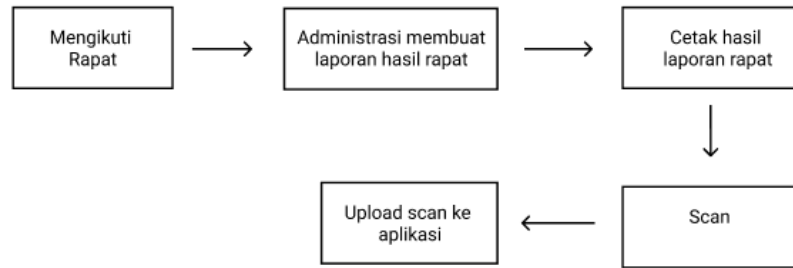 Mengikuti
Rapat
Administrasi membuat
laporan hasil rapat
Cetak hasil
laporan rapat
Scan
Upload scan ke
aplikasi